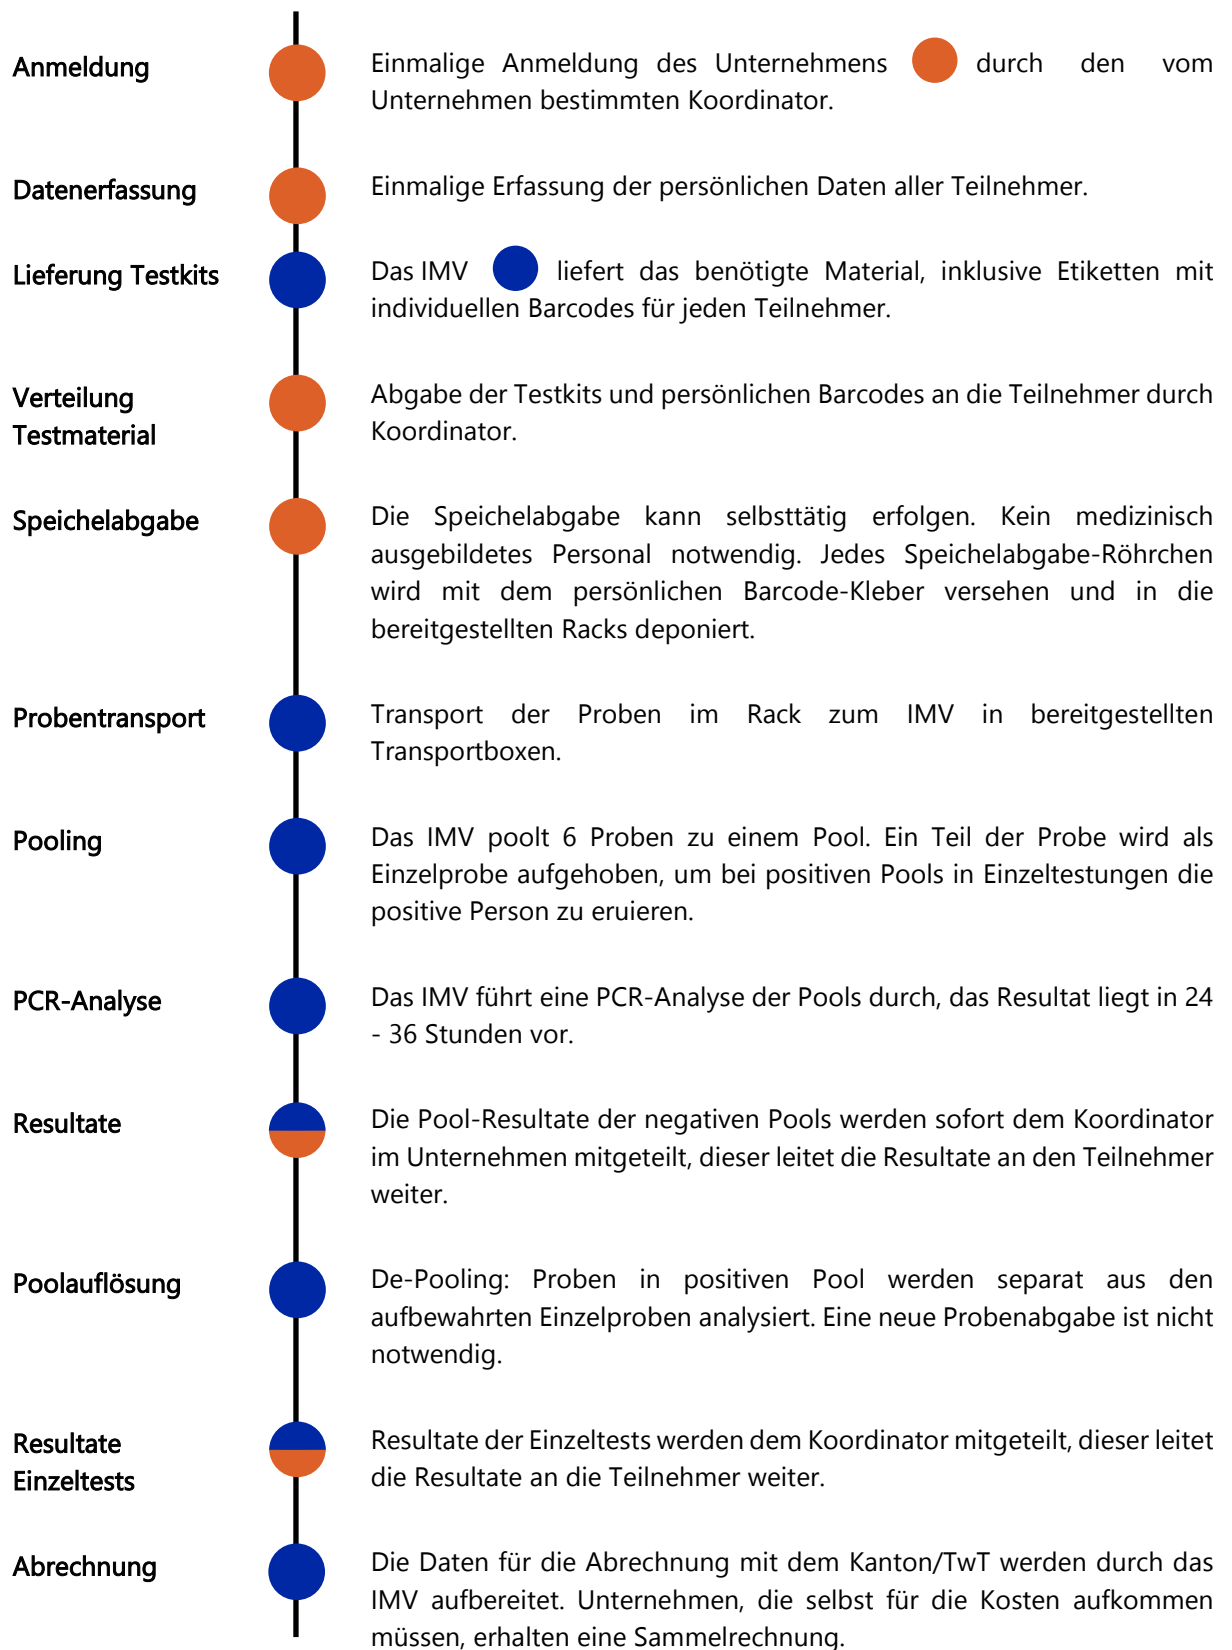 Anmeldung
Einmalige Anmeldung des Unternehmens durch den vom
Unternehmen bestimmten Koordinator.
Datenerfassung
Einmalige Erfassung der persönlichen Daten aller Teilnehmer.
Lieferung Testkits
Das IMV liefert das benötigte Material, inklusive Etiketten mit
individuellen Barcodes für jeden Teilnehmer.
Verteilung
Testmaterial
Abgabe der Testkits und persönlichen Barcodes an die Teilnehmer durch
Koordinator.
Speichelabgabe
Die Speichelabgabe kann selbsttätig erfolgen. Kein medizinisch
ausgebildetes Personal notwendig. Jedes Speichelabgabe-Röhrchen
wird mit dem persönlichen Barcode-Kleber versehen und in die
bereitgestellten Racks deponiert.
Probentransport
Transport der Proben im Rack zum IMV in bereitgestellten
Transportboxen.
Pooling
Das IMV poolt 6 Proben zu einem Pool. Ein Teil der Probe wird als
Einzelprobe aufgehoben, um bei positiven Pools in Einzeltestungen die
positive Person zu eruieren.
PCR-Analyse
Das IMV führt eine PCR-Analyse der Pools durch, das Resultat liegt in 24
- 36 Stunden vor.
Resultate
Die Pool-Resultate der negativen Pools werden sofort dem Koordinator
im Unternehmen mitgeteilt, dieser leitet die Resultate an den Teilnehmer
weiter.
Poolauflösung
De-Pooling: Proben in positiven Pool werden separat aus den
aufbewahrten Einzelproben analysiert. Eine neue Probenabgabe ist nicht
notwendig.
Resultate
Einzeltests
Resultate der Einzeltests werden dem Koordinator mitgeteilt, dieser leitet
die Resultate an die Teilnehmer weiter.
Abrechnung
Die Daten für die Abrechnung mit dem Kanton/TwT werden durch das
IMV aufbereitet. Unternehmen, die selbst für die Kosten aufkommen
müssen, erhalten eine Sammelrechnung.